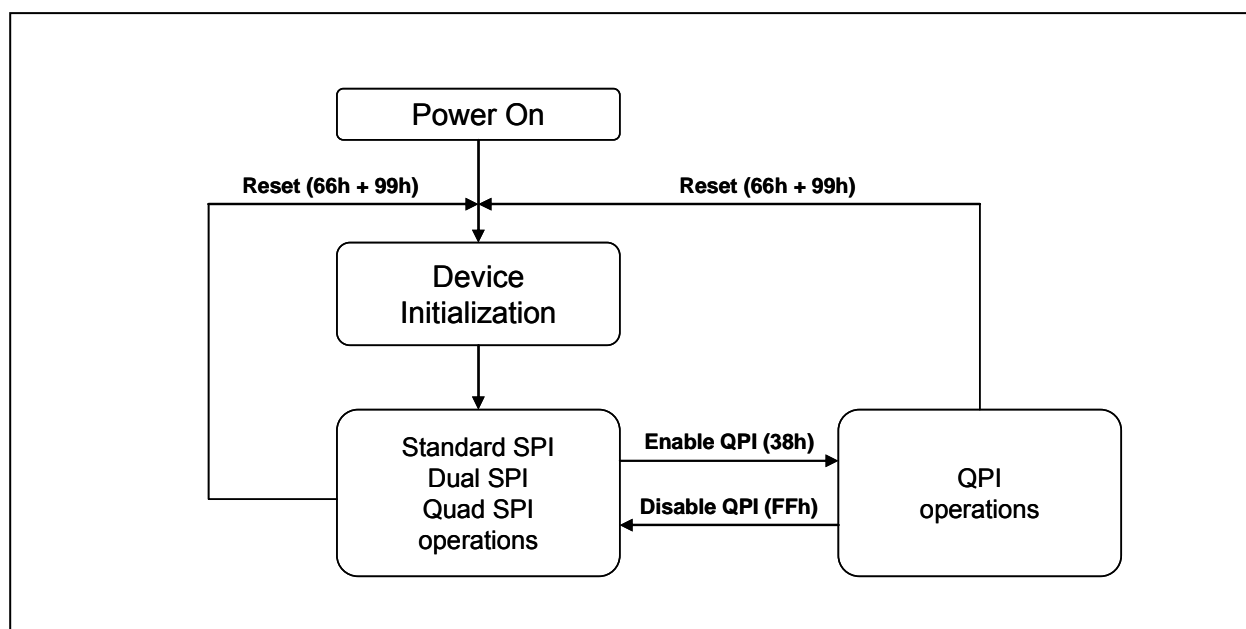 Power On
Reset (66h + 99h)
Reset (66h + 99h)
Device
Initialization
Standard SPI
Dual SPI
Quad SPI
operations
Enable QPI (38h)
Disable QPI (FFh)
QPI
operations